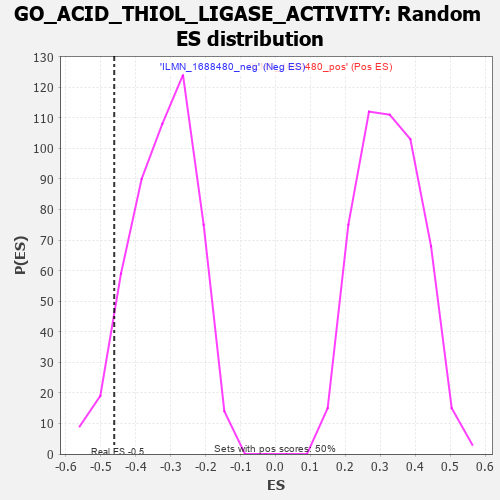 GO_ACID_THIOL_LIGASE_ACTIVITY: Random
ES distribution
'ILMN_1688480_neg' (Neg ES) 480_pos' (Pos ES)
130
120
110
100
90
80
70
60
50
40
30
20
10
0
P(ES)
Real ES -0.5
Sets with pos scores: 50%
-0.6 -0.5 -0.4 -0.3 -0.2 -0.1 0.0 0.1 0.2 0.3 0.4 0.5 0.6
ES